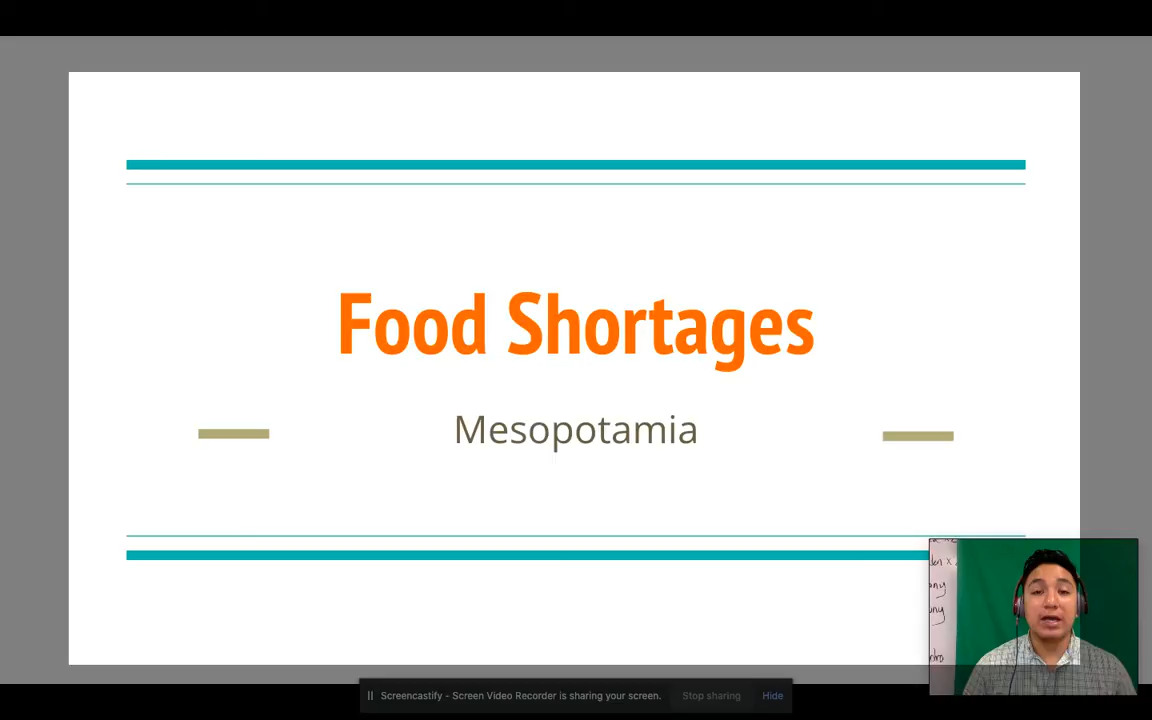 Food Shortages
Mesopotamia
Screencastify - Screen Video Recorder is sharing your screen.
Stop sharing
Hide